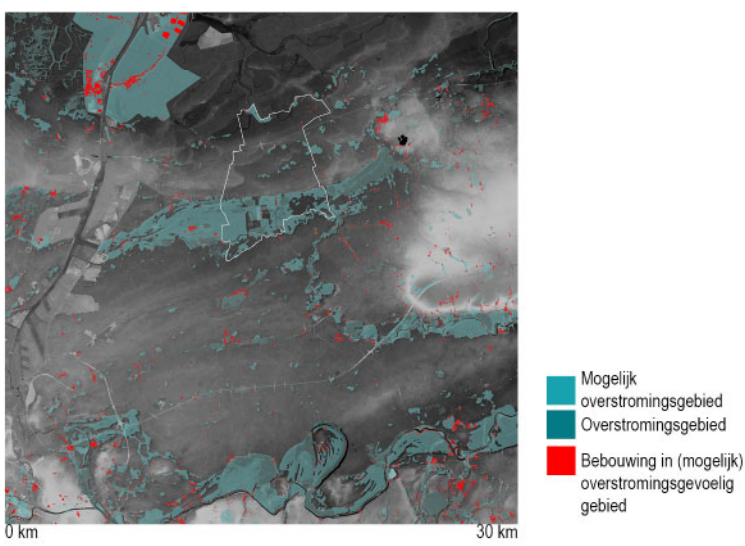 Mogelijk
overstromingsgebied
Overstromingsgebied
Bebouwing in (mogelijk)
overstromingsgevoelig
gebied
0 km
30 km